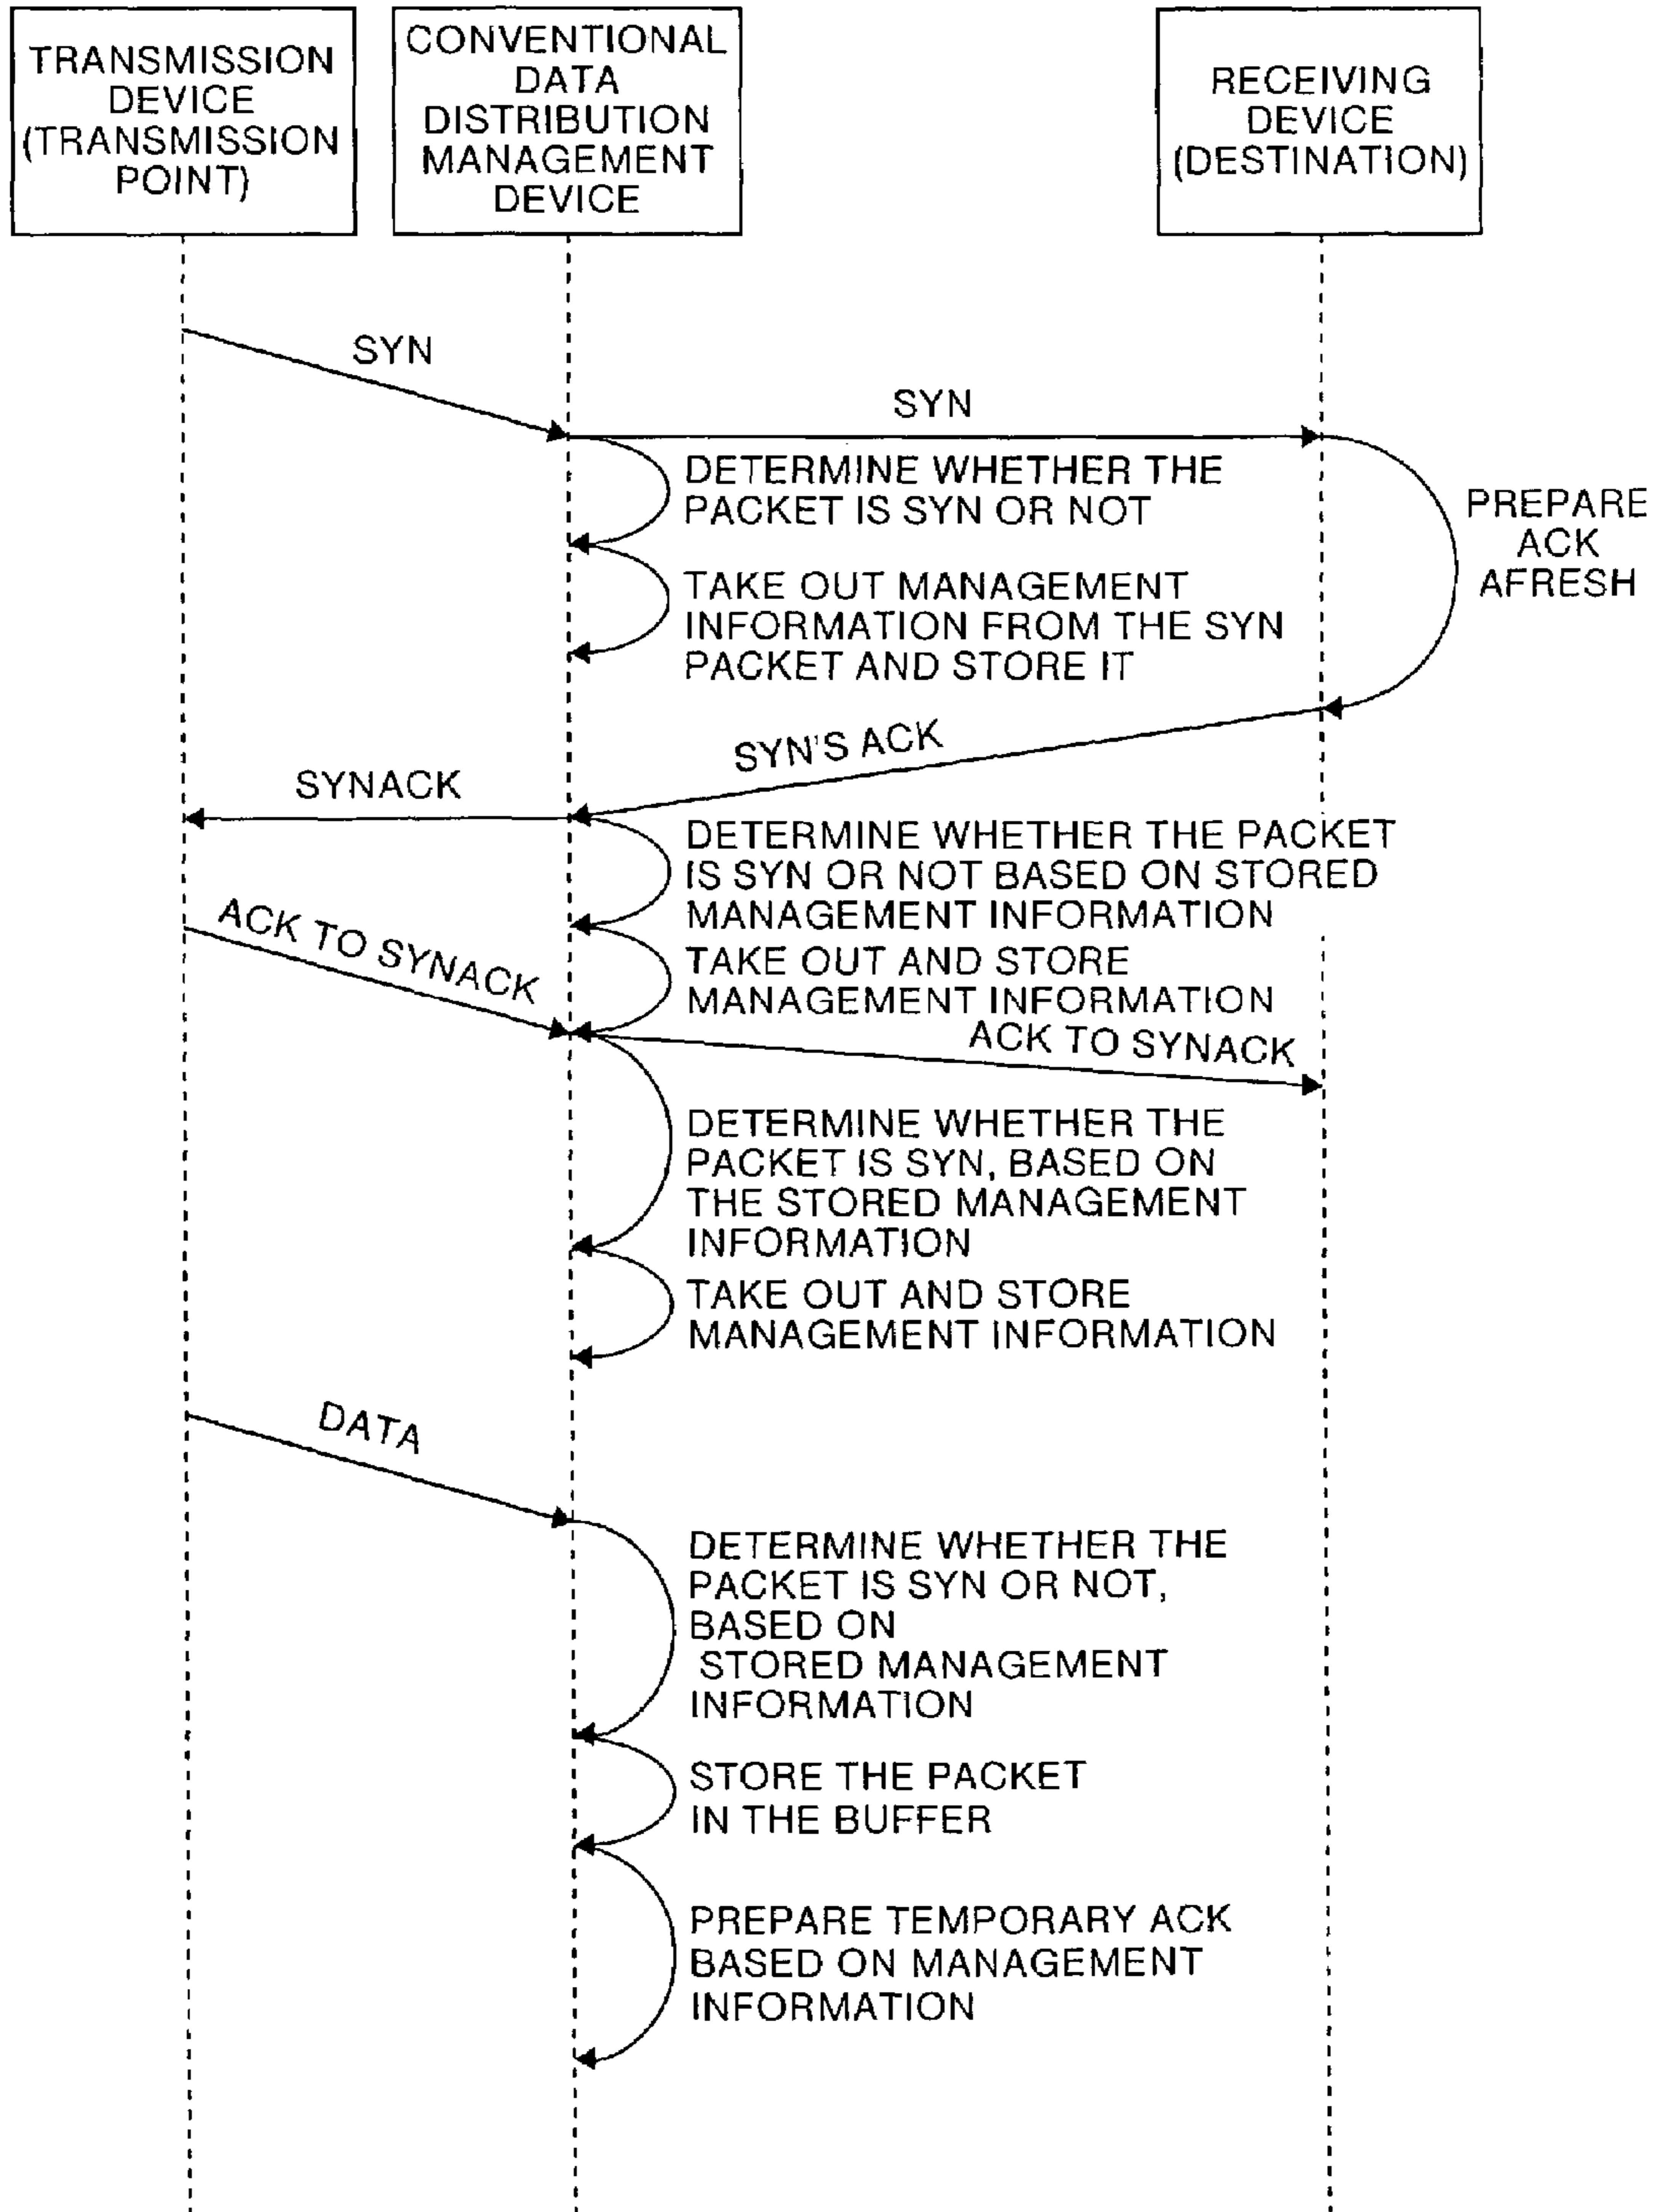 TRANSMISSION
DEVICE
(TRANSMISSION
POINT)
CONVENTIONAL
DATA
DISTRIBUTION
MANAGEMENT
DEVICE
RECEIVING
DEVICE
(DESTINATION)
SYN
SYN
DETERMINE WHETHER THE
PACKET IS SYN OR NOT
PREPARE
ACK
AFRESH
TAKE OUT MANAGEMENT
INFORMATION FROM THE SYN
PACKET AND STORE IT
SYN'S ACK
SYNACK
DETERMINE WHETHER THE PACKET
IS SYN OR NOT BASED ON STORED
MANAGEMENT INFORMATION
ACK TO SYNACK
TAKE OUT AND STORE
MANAGEMENT INFORMATION
ACK TO SYNACK
DETERMINE WHETHER THE
PACKET IS SYN, BASED ON
THE STORED MANAGEMENT
INFORMATION
TAKE OUT AND STORE
MANAGEMENT INFORMATION
DATA
DETERMINE WHETHER THE
PACKET IS SYN OR NOT,
BASED ON
STORED MANAGEMENT
INFORMATION
STORE THE PACKET
IN THE BUFFER
PREPARE TEMPORARY ACK
BASED ON MANAGEMENT
INFORMATION